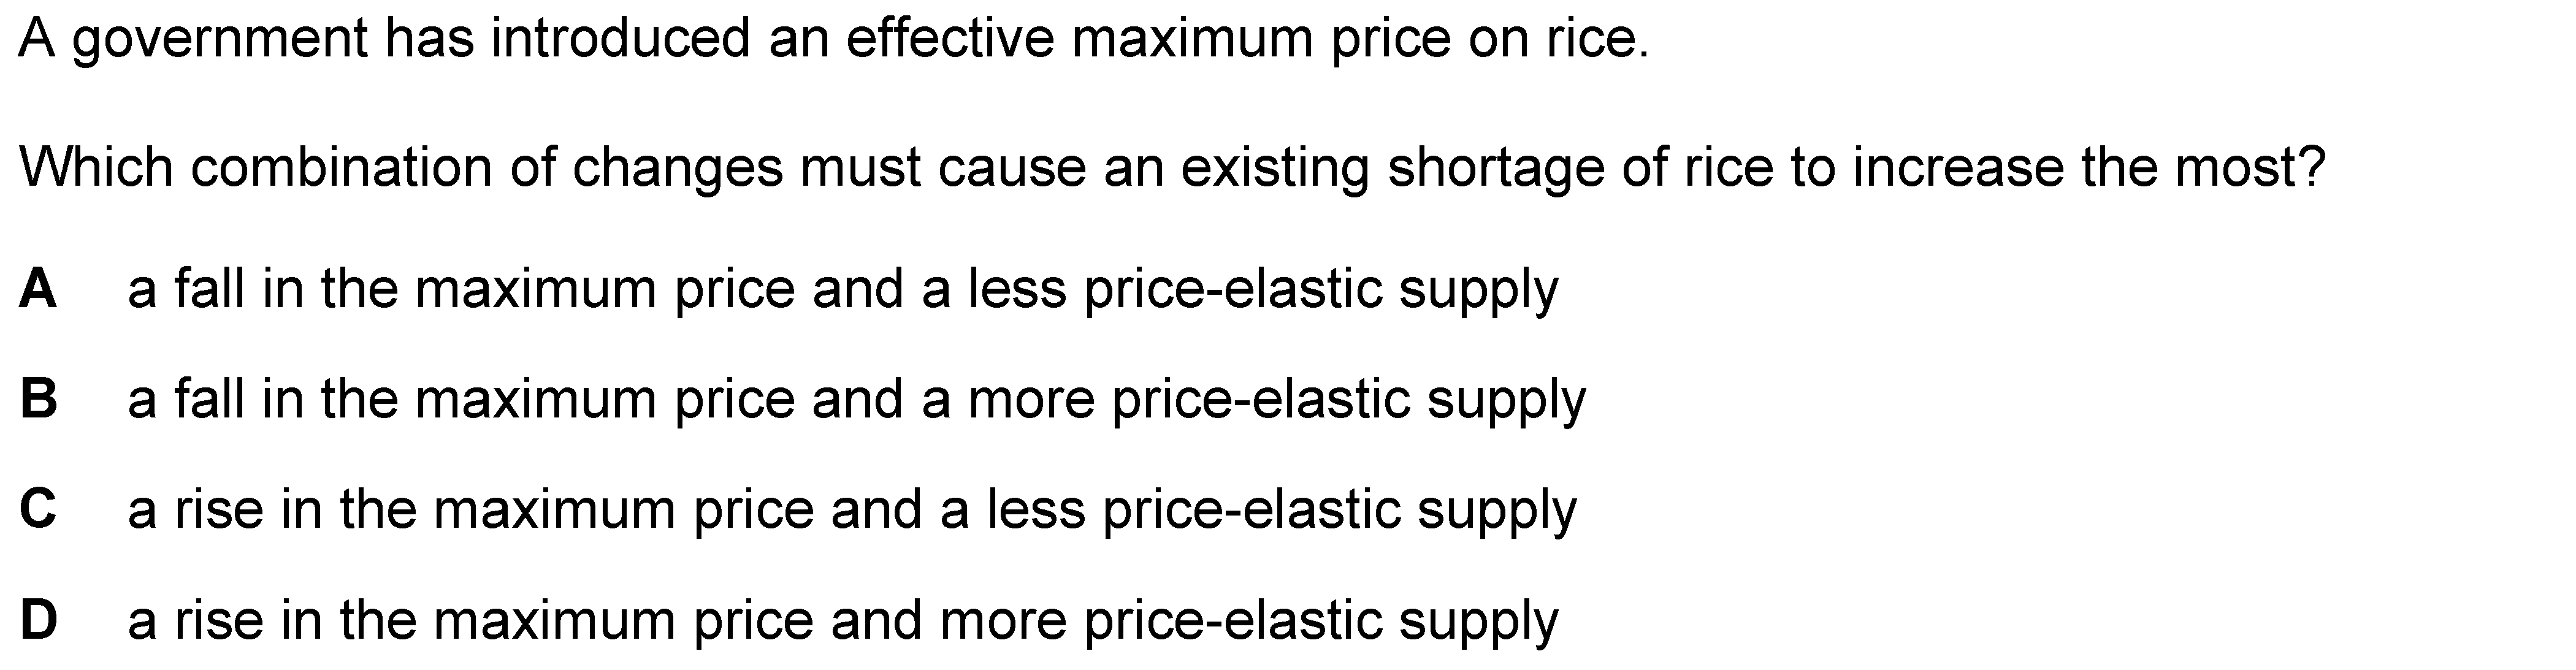 A government has introduced an effective maximum price on rice.
Which combination of changes must cause an existing shortage of rice to increase the most?
A a fall in the maximum price and a less price-elastic supply
B a fall in the maximum price and a more price-elastic supply
C a rise in the maximum price and a less price-elastic supply
D a rise in the maximum price and more price-elastic supply